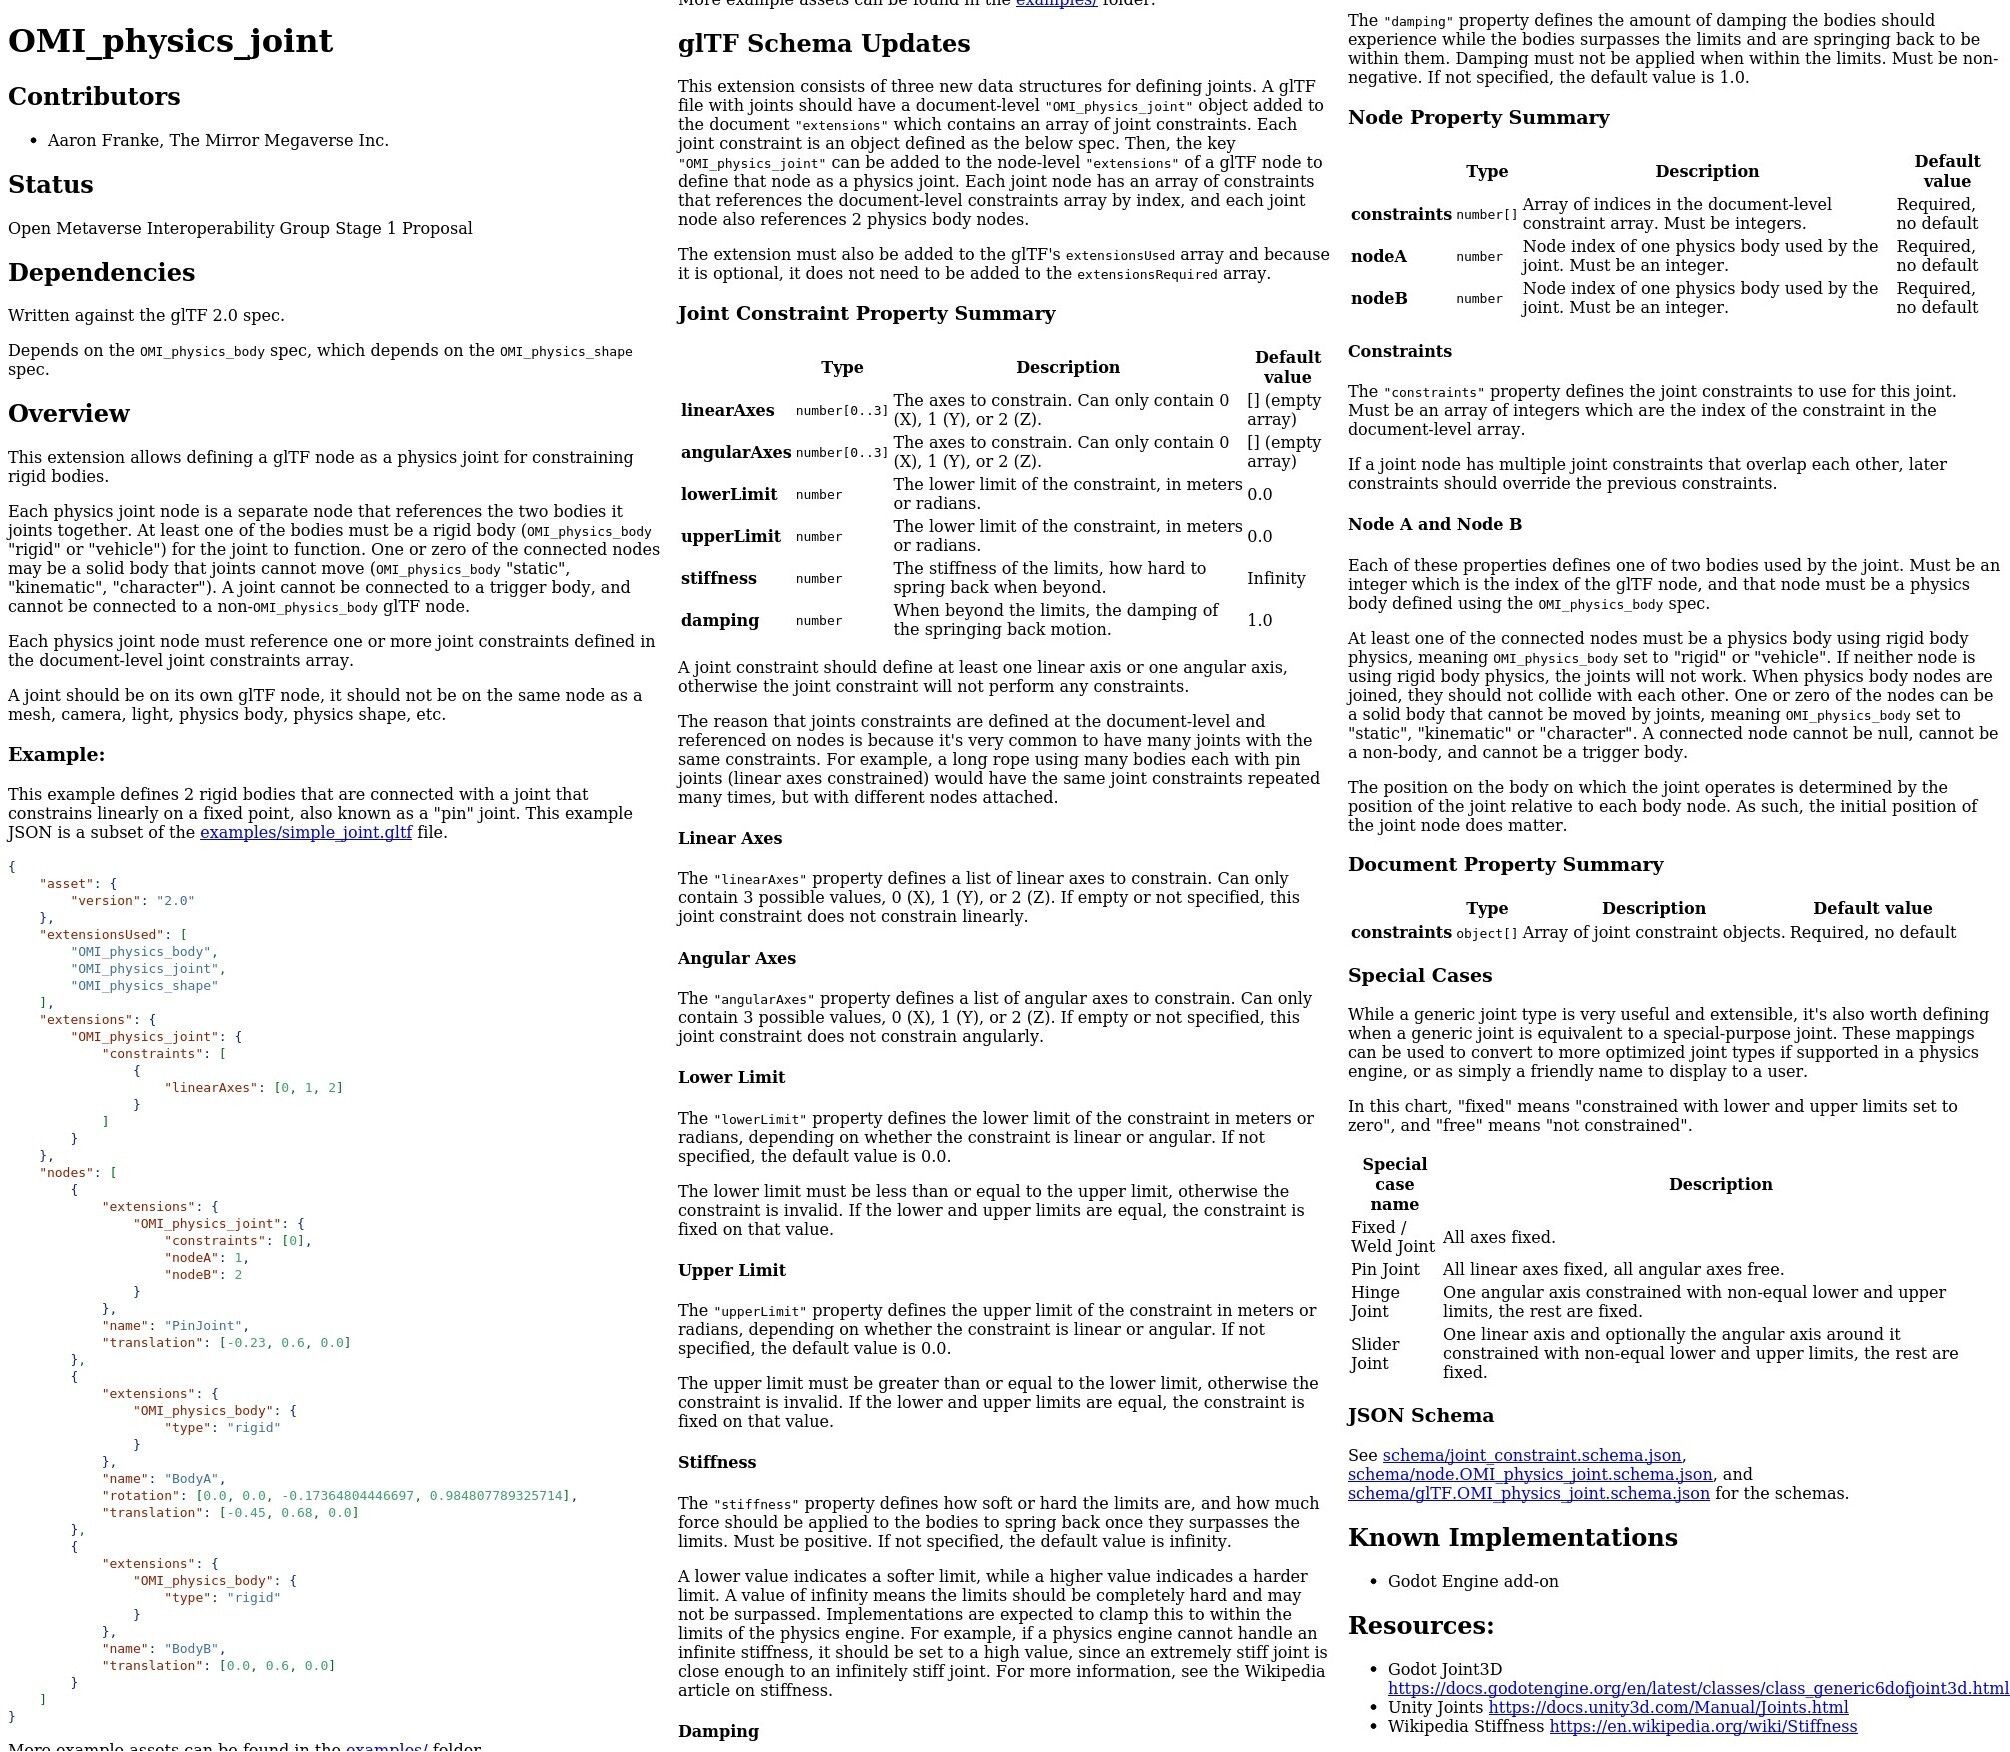 OMI_physics_joint
Contributors
• Aaron Franke, The Mirror Megaverse Inc.
Status
Open Metaverse Interoperability Group Stage 1 Proposal
Dependencies
Written against the glTF 2.0 spec.
Depends on the OMI_physics_body spec, which depends on the OMI_physics_shape
spec.
Overview
This extension allows defining a glTF node as a physics joint for constraining
rigid bodies.
Each physics joint node is a separate node that references the two bodies it
joints together. At least one of the bodies must be a rigid body (OMI_physics_body
"rigid" or "vehicle") for the joint to function. One or zero of the connected nodes
may be a solid body that joints cannot move (OMI_physics_body "static",
"kinematic", "character"). A joint cannot be connected to a trigger body, and
cannot be connected to a non-OMI_physics_body glTF node.
Each physics joint node must reference one or more joint constraints defined in
the document-level joint constraints array.
A joint should be on its own glTF node, it should not be on the same node as a
mesh, camera, light, physics body, physics shape, etc.
Example:
This example defines 2 rigid bodies that are connected with a joint that
constrains linearly on a fixed point, also known as a "pin" joint. This example
JSON is a subset of the examples/simple_joint.gltf file.
{
    "asset": {
        "version": "2.0"
    },
    "extensionsUsed": [
        "OMI_physics_body",
        "OMI_physics_joint",
        "OMI_physics_shape"
    ],
    "extensions": {
        "OMI_physics_joint": {
            "constraints": [
                {
                    "linearAxes": [0, 1, 2]
                }
            ]
        }
    },
    "nodes": [
        {
            "extensions": {
                "OMI_physics_joint": {
                    "constraints": [0],
                    "nodeA": 1,
                    "nodeB": 2
                }
            },
            "name": "PinJoint",
            "translation": [-0.23, 0.6, 0.0]
        },
        {
            "extensions": {
                "OMI_physics_body": {
                    "type": "rigid"
                }
            },
            "name": "BodyA",
            "rotation": [0.0, 0.0, -0.17364804446697, 0.984807789325714],
            "translation": [-0.45, 0.68, 0.0]
        },
        {
            "extensions": {
                "OMI_physics_body": {
                    "type": "rigid"
                }
            },
            "name": "BodyB",
            "translation": [0.0, 0.6, 0.0]
        }
    ]
}
More example assets can be found in the examples/ folder.
More example assets can be found in the examples/ folder.
glTF Schema Updates
This extension consists of three new data structures for defining joints. A glTF
file with joints should have a document-level "OMI_physics_joint" object added to
the document "extensions" which contains an array of joint constraints. Each
joint constraint is an object defined as the below spec. Then, the key
"OMI_physics_joint" can be added to the node-level "extensions" of a glTF node to
define that node as a physics joint. Each joint node has an array of constraints
that references the document-level constraints array by index, and each joint
node also references 2 physics body nodes.
The extension must also be added to the glTF's extensionsUsed array and because
it is optional, it does not need to be added to the extensionsRequired array.
Joint Constraint Property Summary
Type Description Default
value
linearAxes number[0..3] The axes to constrain. Can only contain 0 [] (empty
(X), 1 (Y), or 2 (Z). array)
angularAxes number[0..3] The axes to constrain. Can only contain 0 [] (empty
(X), 1 (Y), or 2 (Z). array)
lowerLimit number The lower limit of the constraint, in meters 0.0
or radians.
upperLimit number The lower limit of the constraint, in meters 0.0
or radians.
stiffness number The stiffness of the limits, how hard to Infinity
spring back when beyond.
damping number When beyond the limits, the damping of 1.0
the springing back motion.
A joint constraint should define at least one linear axis or one angular axis,
otherwise the joint constraint will not perform any constraints.
The reason that joints constraints are defined at the document-level and
referenced on nodes is because it's very common to have many joints with the
same constraints. For example, a long rope using many bodies each with pin
joints (linear axes constrained) would have the same joint constraints repeated
many times, but with different nodes attached.
Linear Axes
The "linearAxes" property defines a list of linear axes to constrain. Can only
contain 3 possible values, 0 (X), 1 (Y), or 2 (Z). If empty or not specified, this
joint constraint does not constrain linearly.
Angular Axes
The "angularAxes" property defines a list of angular axes to constrain. Can only
contain 3 possible values, 0 (X), 1 (Y), or 2 (Z). If empty or not specified, this
joint constraint does not constrain angularly.
Lower Limit
The "lowerLimit" property defines the lower limit of the constraint in meters or
radians, depending on whether the constraint is linear or angular. If not
specified, the default value is 0.0.
The lower limit must be less than or equal to the upper limit, otherwise the
constraint is invalid. If the lower and upper limits are equal, the constraint is
fixed on that value.
Upper Limit
The "upperLimit" property defines the upper limit of the constraint in meters or
radians, depending on whether the constraint is linear or angular. If not
specified, the default value is 0.0.
The upper limit must be greater than or equal to the lower limit, otherwise the
constraint is invalid. If the lower and upper limits are equal, the constraint is
fixed on that value.
Stiffness
The "stiffness" property defines how soft or hard the limits are, and how much
force should be applied to the bodies to spring back once they surpasses the
limits. Must be positive. If not specified, the default value is infinity.
A lower value indicates a softer limit, while a higher value indicades a harder
limit. A value of infinity means the limits should be completely hard and may
not be surpassed. Implementations are expected to clamp this to within the
limits of the physics engine. For example, if a physics engine cannot handle an
infinite stiffness, it should be set to a high value, since an extremely stiff joint is
close enough to an infinitely stiff joint. For more information, see the Wikipedia
article on stiffness.
Damping
The "damping" property defines the amount of damping the bodies should
experience while the bodies surpasses the limits and are springing back to be
within them. Damping must not be applied when within the limits. Must be non-
negative. If not specified, the default value is 1.0.
Node Property Summary
Type Description Default
value
constraints number[] Array of indices in the document-level Required,
constraint array. Must be integers. no default
nodeA number Node index of one physics body used by the Required,
joint. Must be an integer. no default
nodeB number Node index of one physics body used by the Required,
joint. Must be an integer. no default
Constraints
The "constraints" property defines the joint constraints to use for this joint.
Must be an array of integers which are the index of the constraint in the
document-level array.
If a joint node has multiple joint constraints that overlap each other, later
constraints should override the previous constraints.
Node A and Node B
Each of these properties defines one of two bodies used by the joint. Must be an
integer which is the index of the glTF node, and that node must be a physics
body defined using the OMI_physics_body spec.
At least one of the connected nodes must be a physics body using rigid body
physics, meaning OMI_physics_body set to "rigid" or "vehicle". If neither node is
using rigid body physics, the joints will not work. When physics body nodes are
joined, they should not collide with each other. One or zero of the nodes can be
a solid body that cannot be moved by joints, meaning OMI_physics_body set to
"static", "kinematic" or "character". A connected node cannot be null, cannot be
a non-body, and cannot be a trigger body.
The position on the body on which the joint operates is determined by the
position of the joint relative to each body node. As such, the initial position of
the joint node does matter.
Document Property Summary
Type Description Default value
constraints object[] Array of joint constraint objects. Required, no default
Special Cases
While a generic joint type is very useful and extensible, it's also worth defining
when a generic joint is equivalent to a special-purpose joint. These mappings
can be used to convert to more optimized joint types if supported in a physics
engine, or as simply a friendly name to display to a user.
In this chart, "fixed" means "constrained with lower and upper limits set to
zero", and "free" means "not constrained".
Special
case
name Description
Fixed /
Weld Joint All axes fixed.
Pin Joint All linear axes fixed, all angular axes free.
Hinge One angular axis constrained with non-equal lower and upper
Joint limits, the rest are fixed.
Slider One linear axis and optionally the angular axis around it
Joint constrained with non-equal lower and upper limits, the rest are
fixed.
JSON Schema
See schema/joint_constraint.schema.json,
schema/node.OMI_physics_joint.schema.json, and
schema/glTF.OMI_physics_joint.schema.json for the schemas.
Known Implementations
• Godot Engine add-on
Resources:
• Godot Joint3D
https://docs.godotengine.org/en/latest/classes/class_generic6dofjoint3d.html
• Unity Joints https://docs.unity3d.com/Manual/Joints.html
• Wikipedia Stiffness https://en.wikipedia.org/wiki/Stiffness